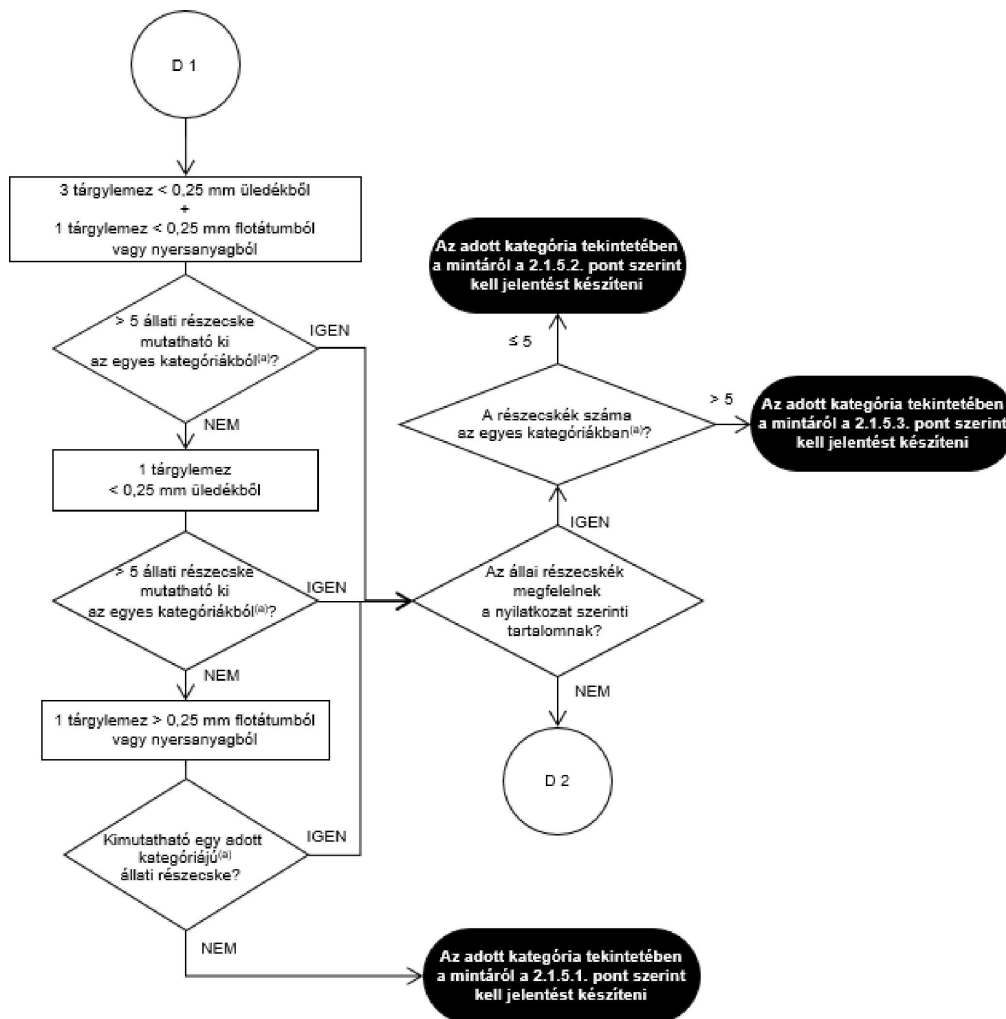 D 1
3 tárgylemez < 0,25 mm üledékből
+
1 tárgylemez < 0,25 mm flotátumból
vagy nyersanyagból
> 5 állati részecske
mutatható ki
az egyes kategóriákból(a)?
IGEN
NEM
1 tárgylemez
< 0,25 mm üledékből
> 5 állati részecske
mutatható ki
az egyes kategóriákból(a)?
IGEN
NEM
1 tárgylemez > 0,25 mm flotátumból
vagy nyersanyagból
Kimutatható egy adott
kategóriájú(a)
állati részecske?
IGEN
NEM
Az adott kategória tekintetében
a mintáról a 2.1.5.1. pont szerint
kell jelentést készíteni
Az adott kategória tekintetében
a mintáról a 2.1.5.2. pont szerint
kell jelentést készíteni
≤ 5
A részecskék száma
az egyes kategóriákban(a)?
> 5
Az adott kategória tekintetében
a mintáról a 2.1.5.3. pont szerint
kell jelentést készíteni
IGEN
Az állai részecskék
megfelelnek
a nyilatkozat szerinti
tartalomnak?
NEM
D 2